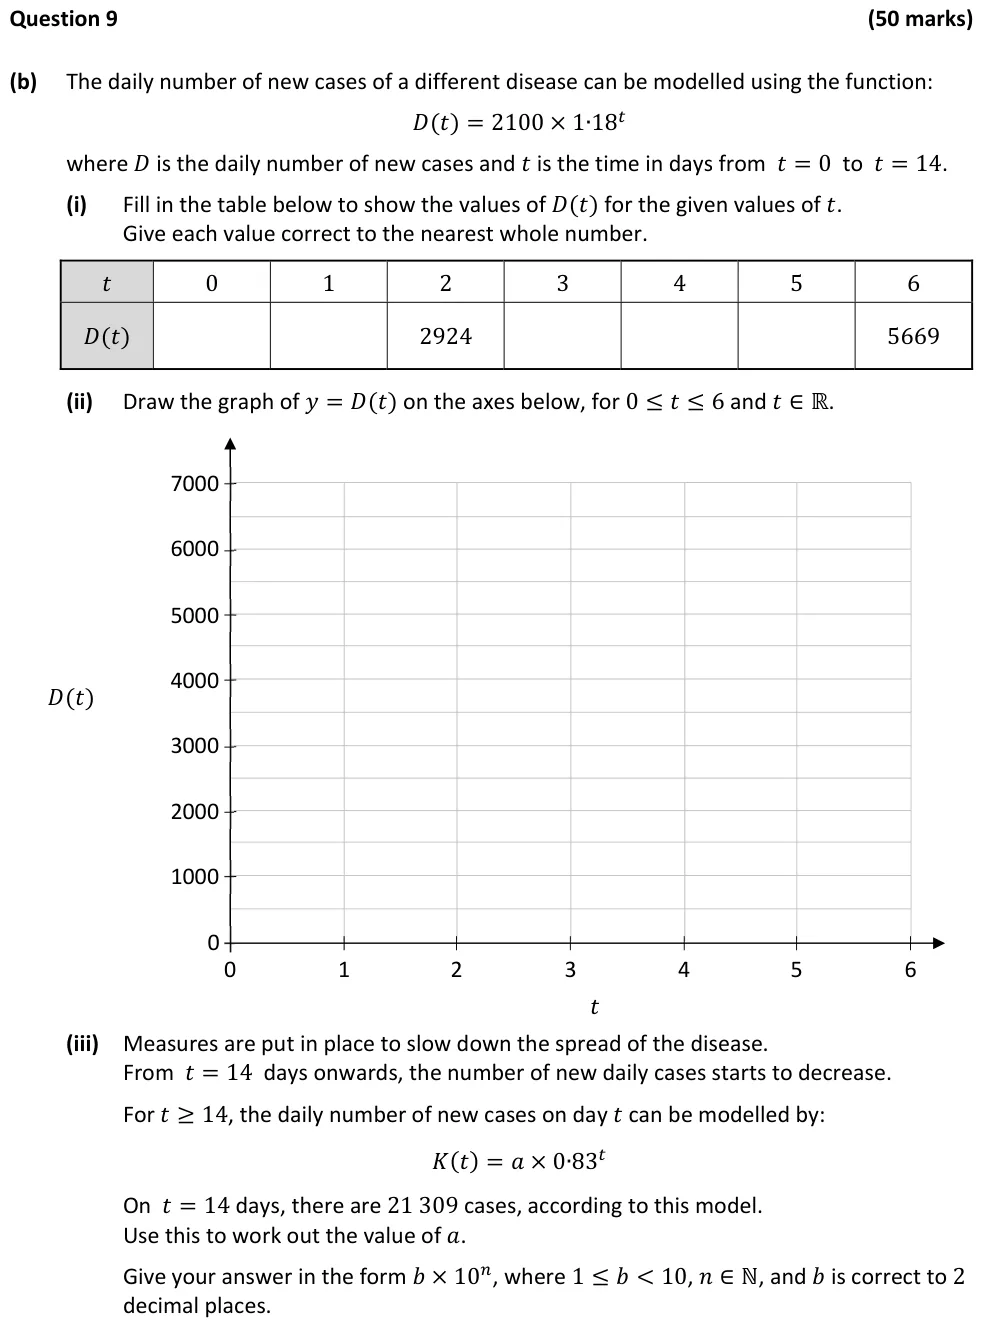 Question 9 (50 marks)
(b) The daily number of new cases of a different disease can be modelled using the function:
D(t) = 2100 × 1·18ᵗ
where D is the daily number of new cases and t is the time in days from t = 0 to t = 14.
(i) Fill in the table below to show the values of D(t) for the given values of t.
Give each value correct to the nearest whole number.
t 0 1 2 3 4 5 6
D(t) 2924 5669
(ii) Draw the graph of y = D(t) on the axes below, for 0 ≤ t ≤ 6 and t ∈ ℝ.
7000
6000
5000
4000
D(t)
3000
2000
1000
0
0 1 2 3 4 5 6
t
(iii) Measures are put in place to slow down the spread of the disease.
From t = 14 days onwards, the number of new daily cases starts to decrease.
For t ≥ 14, the daily number of new cases on day t can be modelled by:
K(t) = a × 0·83ᵗ
On t = 14 days, there are 21 309 cases, according to this model.
Use this to work out the value of a.
Give your answer in the form b × 10ⁿ, where 1 ≤ b < 10, n ∈ ℕ, and b is correct to 2
decimal places.